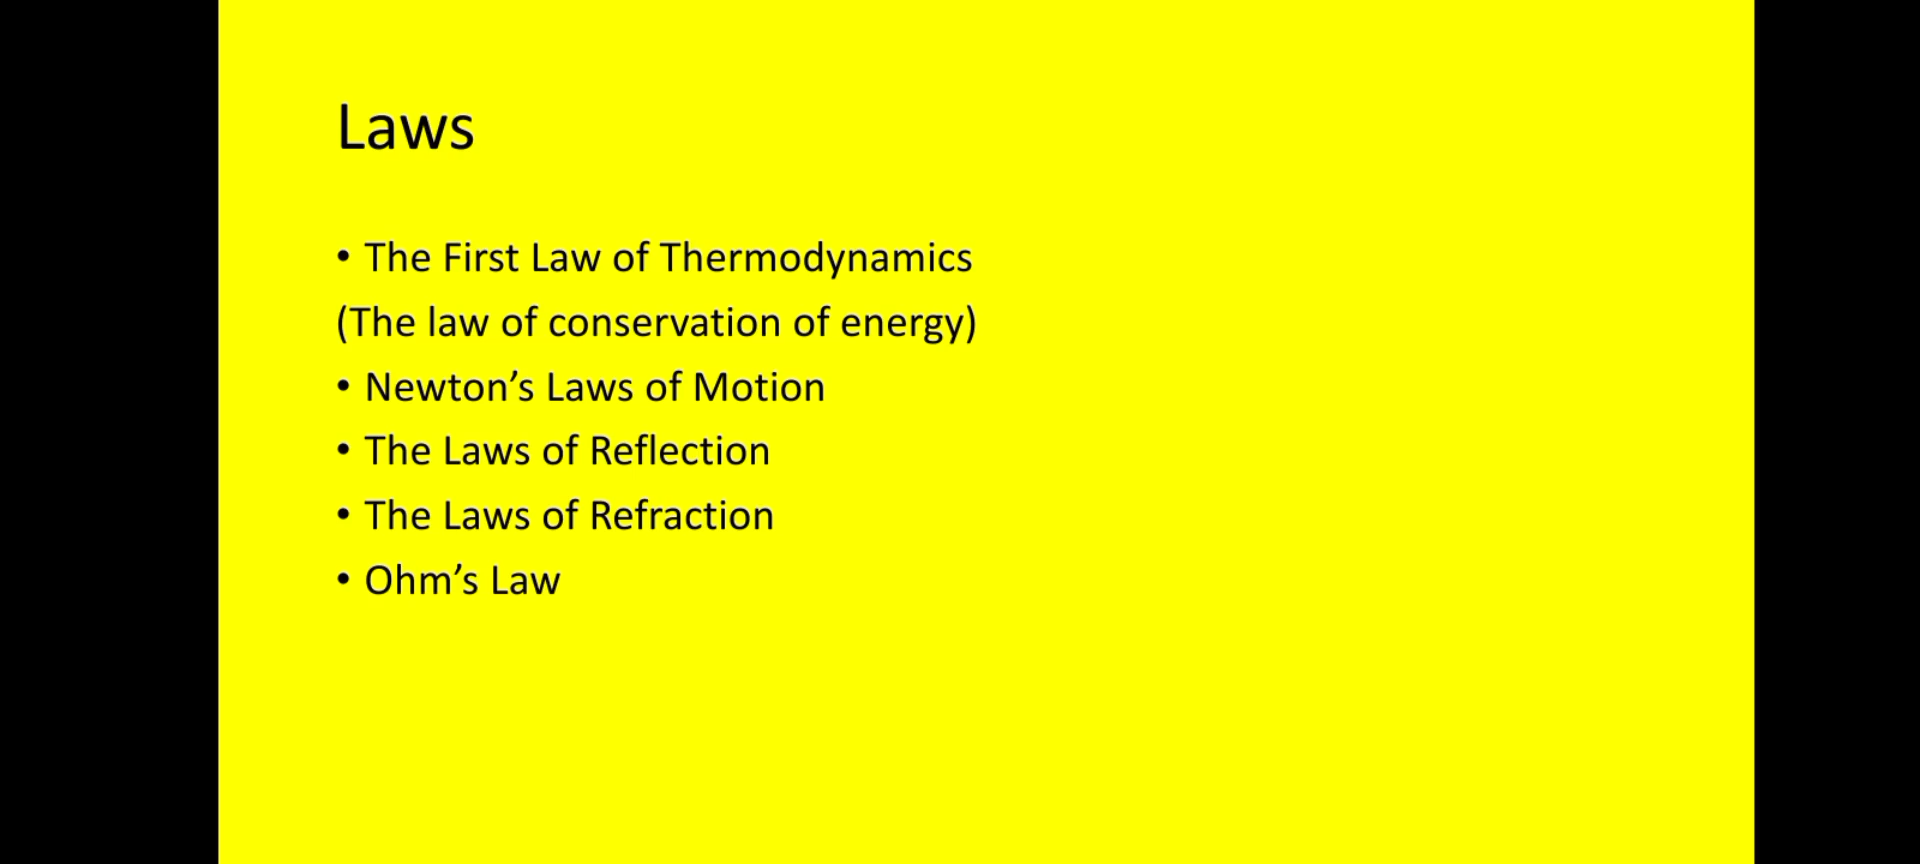 Laws
• The First Law of Thermodynamics
(The law of conservation of energy)
• Newton’s Laws of Motion
• The Laws of Reflection
• The Laws of Refraction
• Ohm’s Law